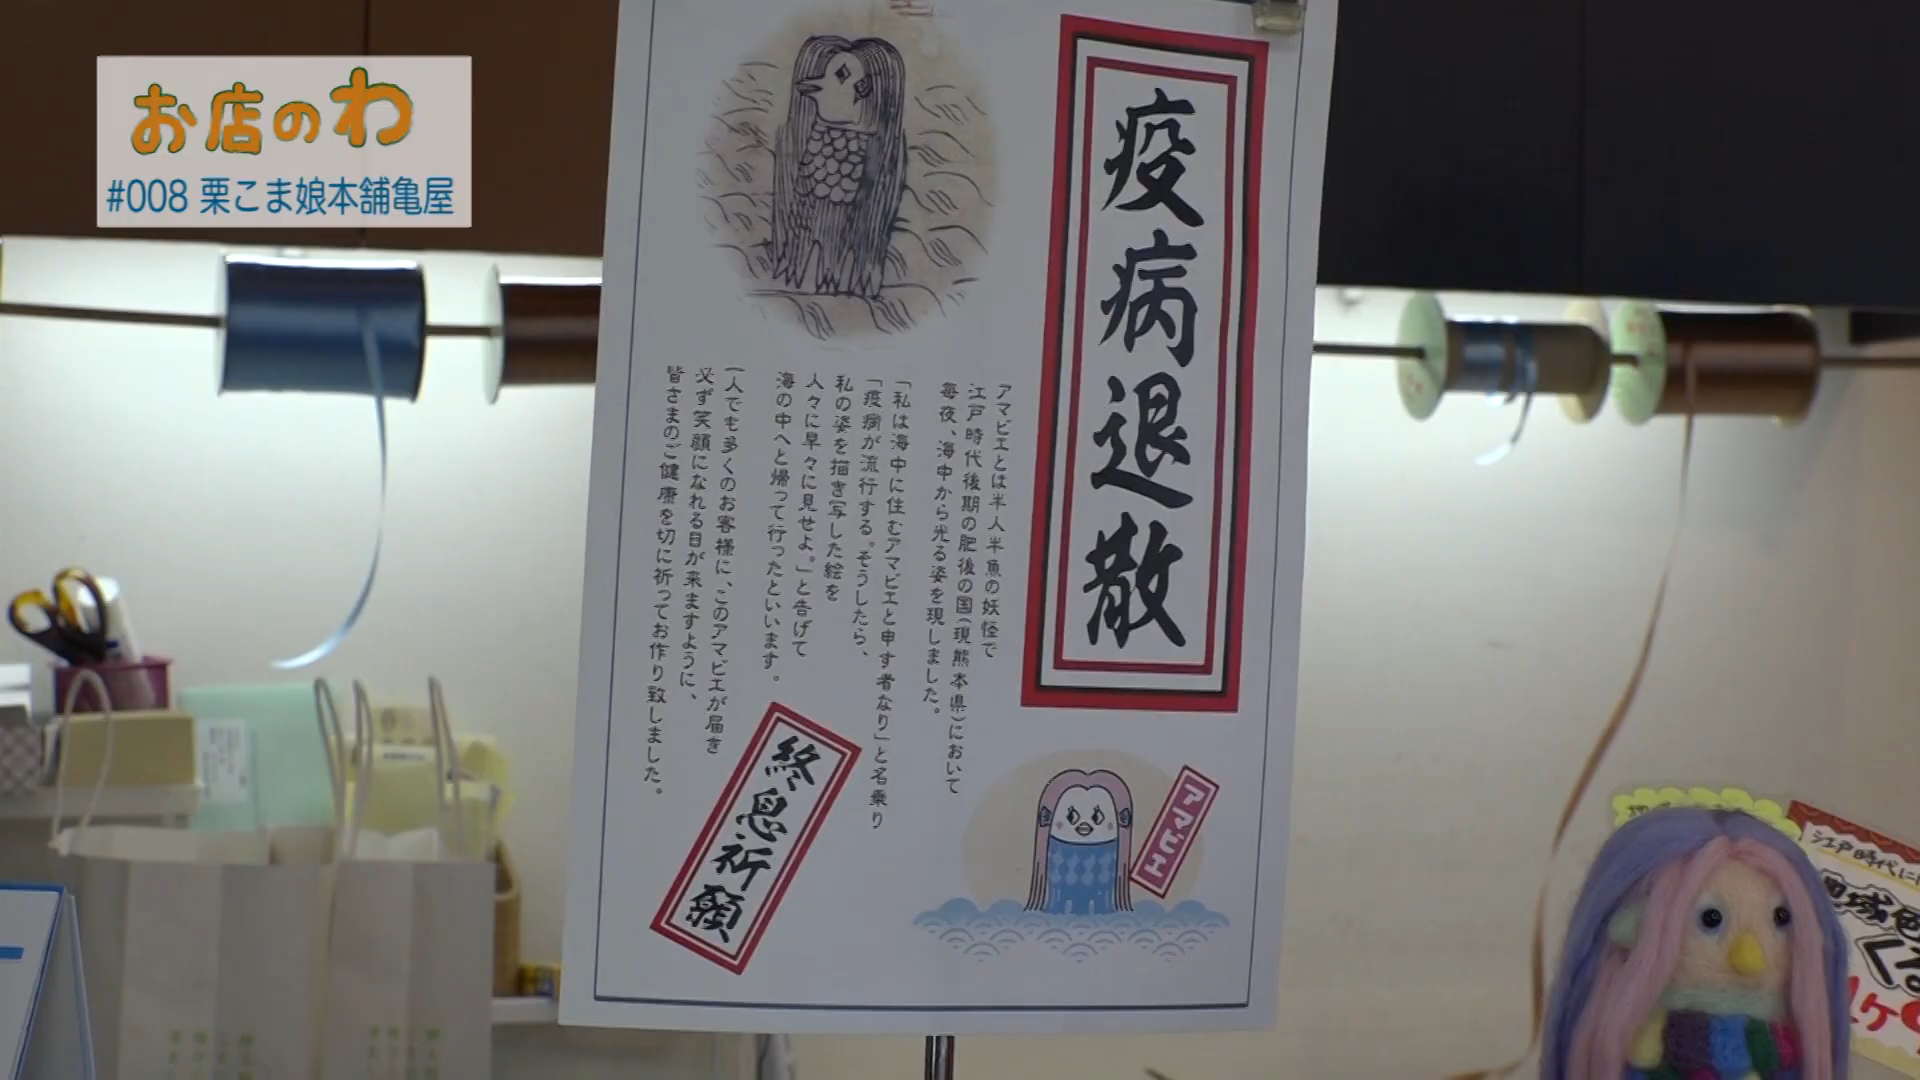 お店のわ
#008 栗こま娘本舗亀屋
疫病退散
アマビエとは半人半魚の妖怪で
江戸時代後期の肥後の国(現熊本県)において
毎夜、海中から光る姿を現しました。
「私は海中に住むアマビエと申す者なり」と名乗り
「疫病が流行する。そうしたら、
私の姿を描き写した絵を
人々に早々に見せよ。」と告げて
海の中へと帰って行ったといいます。
一人でも多くのお客様に、このアマビエが届き
必ず笑顔になれる日が来ますように、
皆さまのご健康を切に祈ってお作り致しました。
終息祈願
アマビエ
江戸時代に